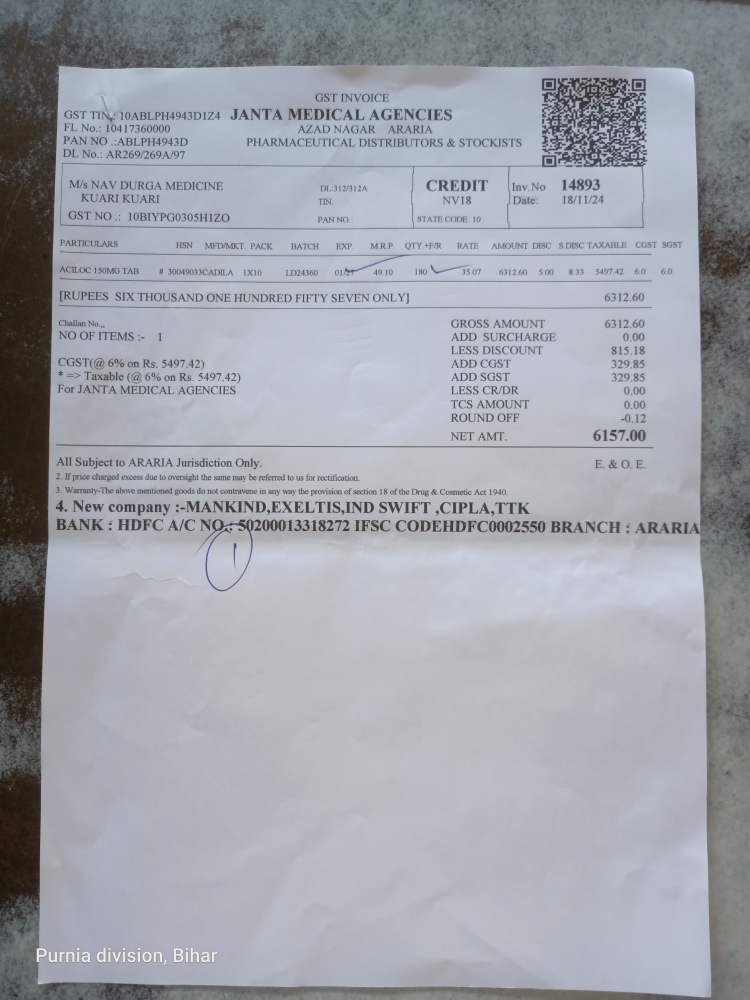 GST INVOICE
GST TIN.: 10ABLPH4943D1Z4 JANTA MEDICAL AGENCIES
FL No.: 10417360000 AZAD NAGAR ARARIA
PAN NO .:ABLPH4943D PHARMACEUTICAL DISTRIBUTORS & STOCKISTS
DL No.: AR269/269A/97
M/s NAV DURGA MEDICINE
KUARI KUARI
GST NO .: 10BIYPG0305H1ZO
DL:312/312A
TIN.
PAN NO :
CREDIT
NV18
STATE CODE: 10
Inv.No 14893
Date: 18/11/24
PARTICULARS HSN MFD/MKT. PACK BATCH EXP. M.R.P. QTY.+F/R RATE AMOUNT DISC S.DISC TAXABLE CGST SGST
ACILOC 150MG TAB # 30049033CADILA 1X10 LD24360 01/27 49.10 180 35.07 6312.60 5.00 8.33 5497.42 6.0 6.0
[RUPEES SIX THOUSAND ONE HUNDRED FIFTY SEVEN ONLY] 6312.60
Challan No.,,
NO OF ITEMS :- 1
CGST(@ 6% on Rs. 5497.42)
* => Taxable (@ 6% on Rs. 5497.42)
For JANTA MEDICAL AGENCIES
GROSS AMOUNT 6312.60
ADD SURCHARGE 0.00
LESS DISCOUNT 815.18
ADD CGST 329.85
ADD SGST 329.85
LESS CR/DR 0.00
TCS AMOUNT 0.00
ROUND OFF -0.12
NET AMT. 6157.00
All Subject to ARARIA Jurisdiction Only. E. & O. E.
2. If price charged excess due to oversight the same may be referred to us for rectification.
3. Warranty-The above mentioned goods do not contravene in any way the provision of section 18 of the Drug & Cosmetic Act 1940.
4. New company :-MANKIND,EXELTIS,IND SWIFT ,CIPLA,TTK
BANK : HDFC A/C NO.: 50200013318272 IFSC CODEHDFC0002550 BRANCH : ARARIA
1
Purnia division, Bihar